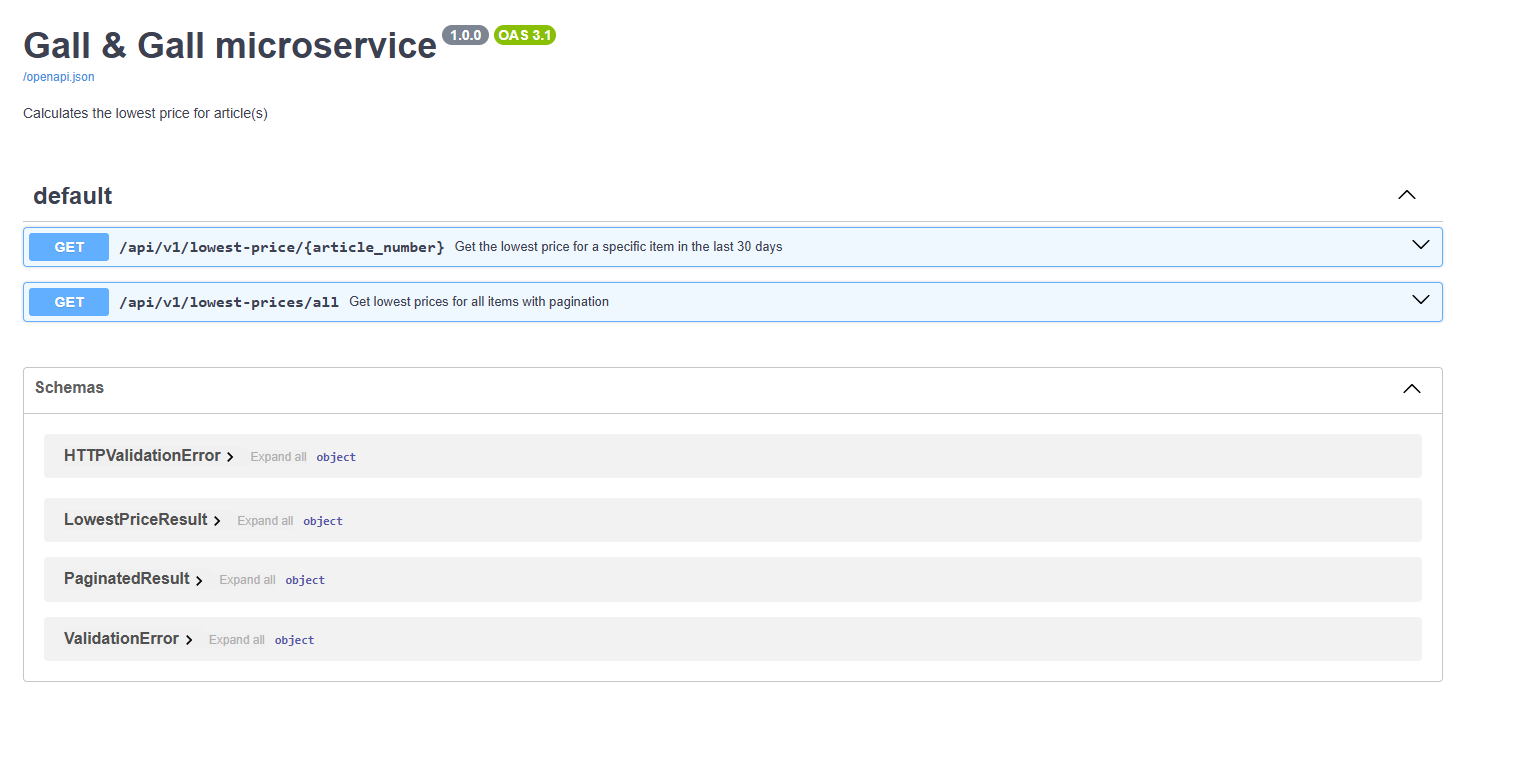 Gall & Gall microservice 1.0.0 OAS 3.1
/openapi.json
Calculates the lowest price for article(s)
default
GET /api/v1/lowest-price/{article_number} Get the lowest price for a specific item in the last 30 days
GET /api/v1/lowest-prices/all Get lowest prices for all items with pagination
Schemas
HTTPValidationError Expand all object
LowestPriceResult Expand all object
PaginatedResult Expand all object
ValidationError Expand all object